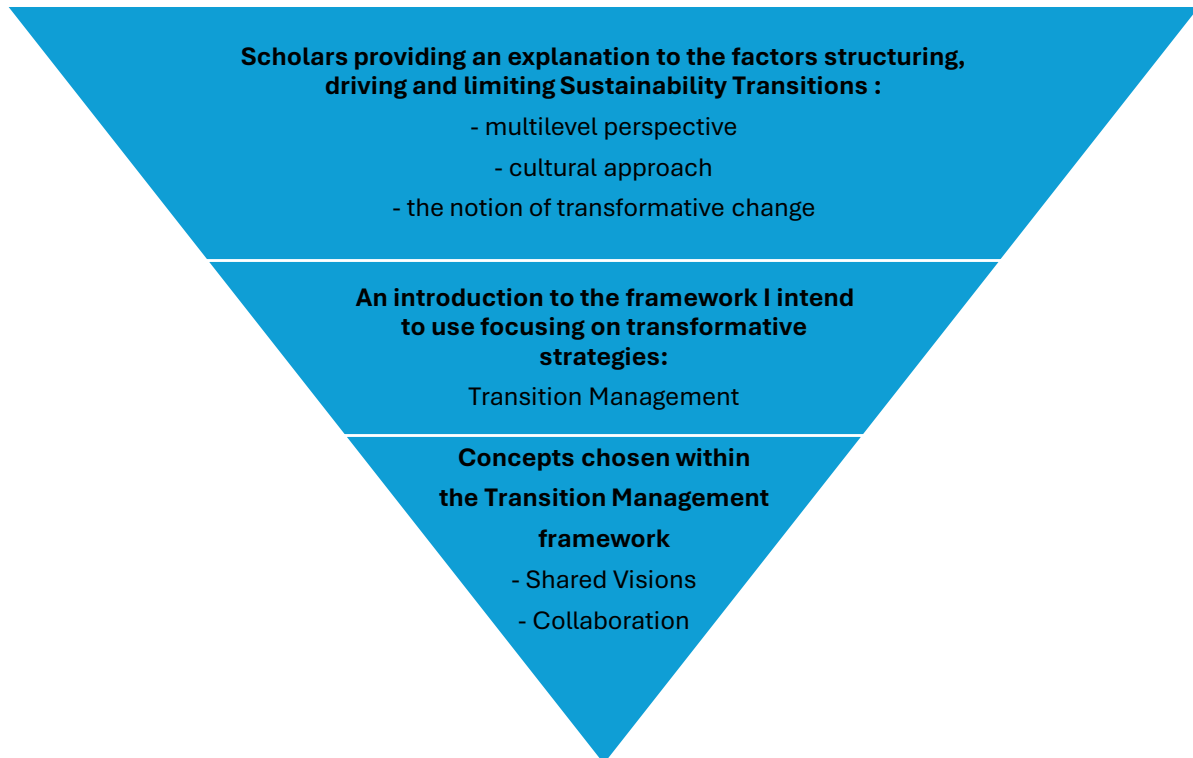 Scholars providing an explanation to the factors structuring,
driving and limiting Sustainability Transitions :
- multilevel perspective
- cultural approach
- the notion of transformative change
An introduction to the framework I intend
to use focusing on transformative
strategies:
Transition Management
Concepts chosen within
the Transition Management
framework
- Shared Visions
- Collaboration